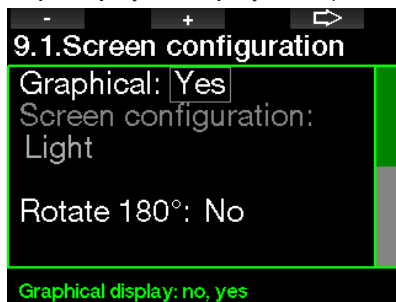 - +
9.1.Screen configuration
Graphical: Yes
Screen configuration:
Light
Rotate 180°: No
Graphical display: no, yes